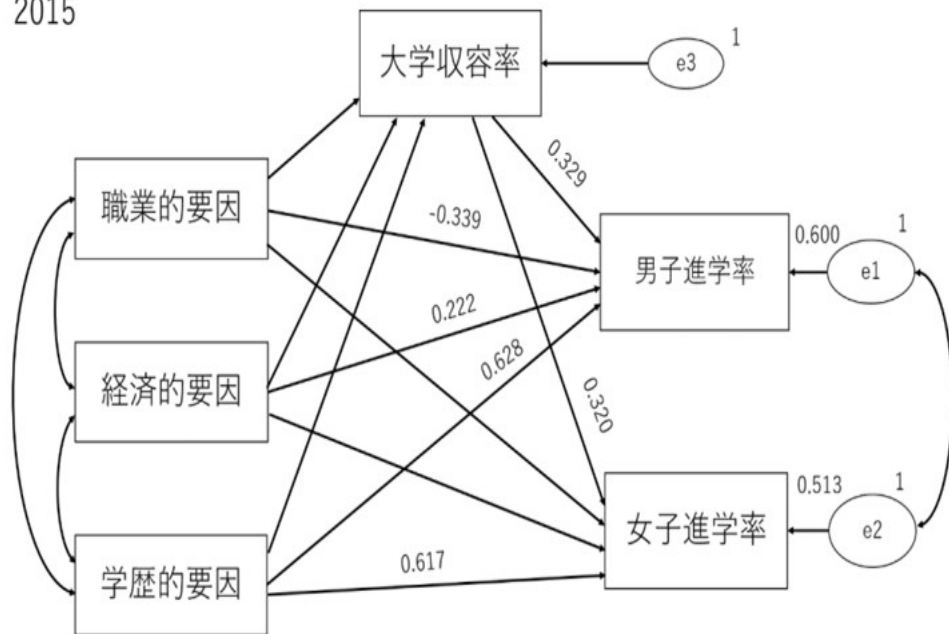 2015
大学収容率
e3
1
職業的要因
0.329
-0.339
男子進学率
0.600
e1
1
0.222
経済的要因
0.628
0.320
女子進学率
0.513
e2
1
学歴的要因
0.617